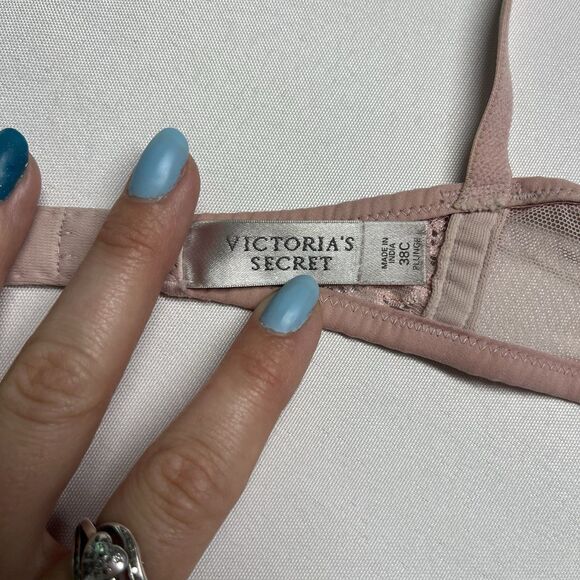 VICTORIA'S
SECRET
MADE IN
INDIA
38C
PLUNGE